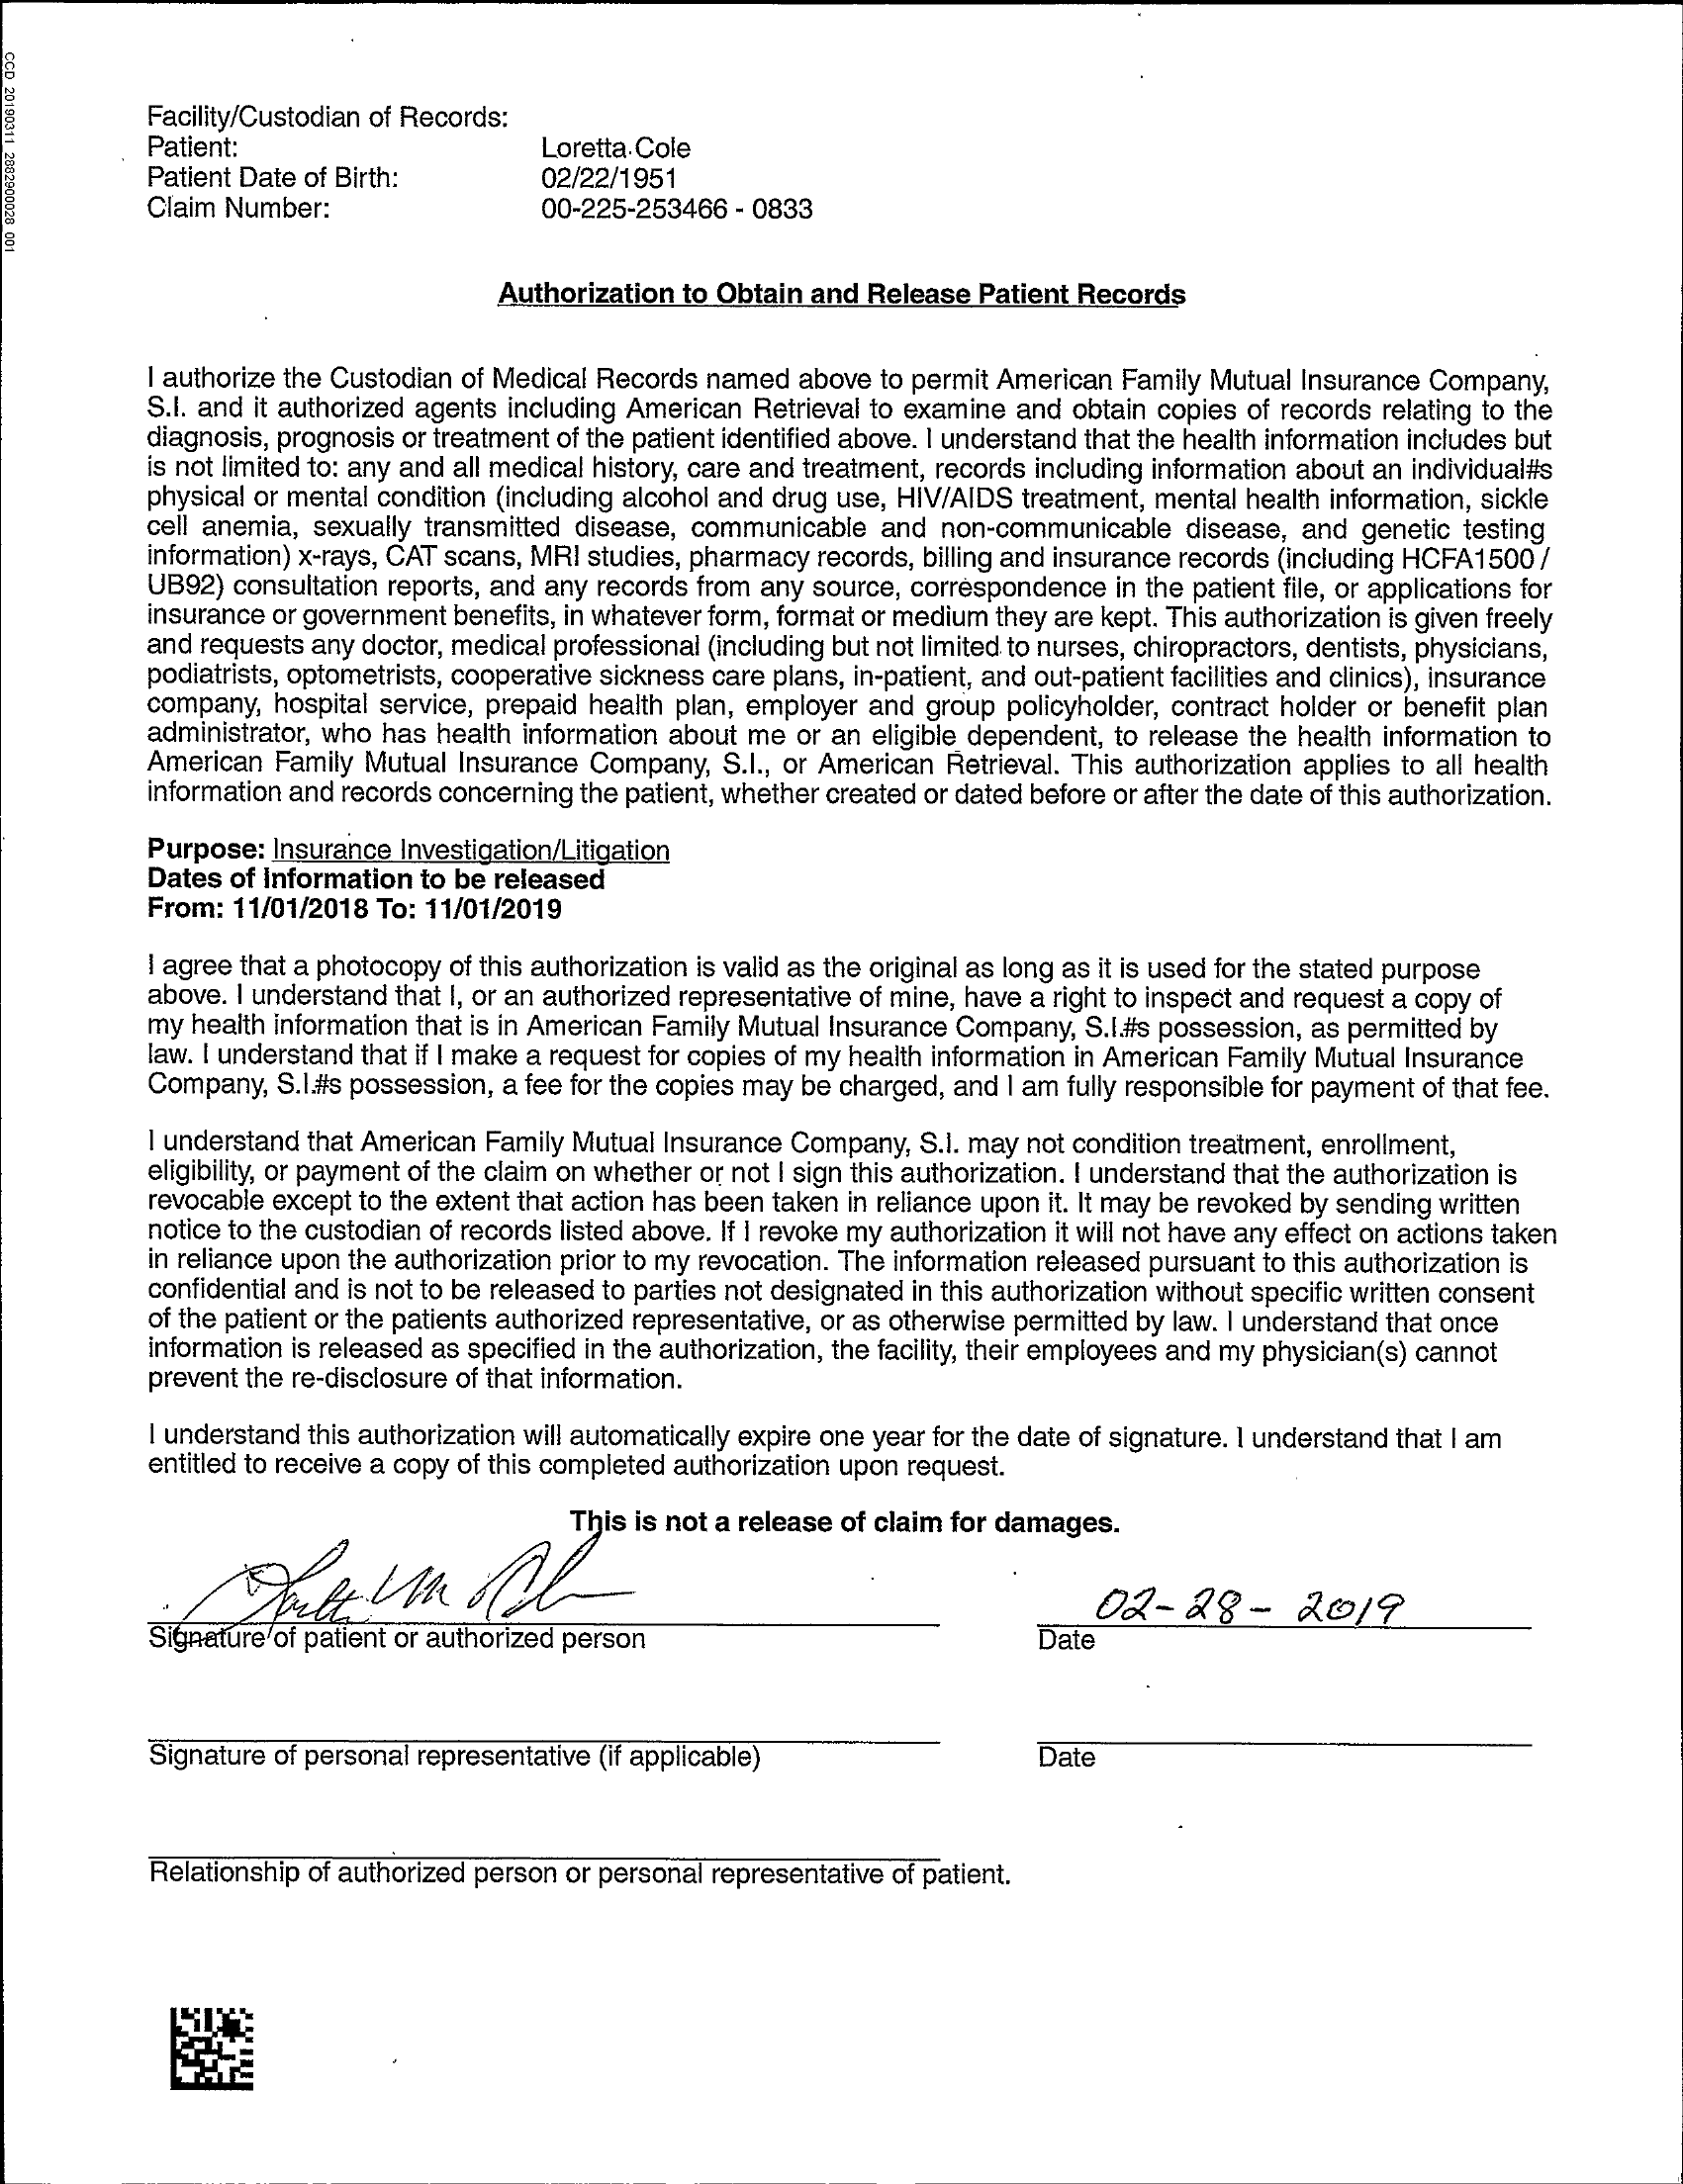 CCD 20190311 2882900028 001
Facility/Custodian of Records:
Patient: Loretta Cole
Patient Date of Birth: 02/22/1951
Claim Number: 00-225-253466 - 0833
Authorization to Obtain and Release Patient Records
I authorize the Custodian of Medical Records named above to permit American Family Mutual Insurance Company,
S.I. and it authorized agents including American Retrieval to examine and obtain copies of records relating to the
diagnosis, prognosis or treatment of the patient identified above. I understand that the health information includes but
is not limited to: any and all medical history, care and treatment, records including information about an individual#s
physical or mental condition (including alcohol and drug use, HIV/AIDS treatment, mental health information, sickle
cell anemia, sexually transmitted disease, communicable and non-communicable disease, and genetic testing
information) x-rays, CAT scans, MRI studies, pharmacy records, billing and insurance records (including HCFA1500 /
UB92) consultation reports, and any records from any source, correspondence in the patient file, or applications for
insurance or government benefits, in whatever form, format or medium they are kept. This authorization is given freely
and requests any doctor, medical professional (including but not limited to nurses, chiropractors, dentists, physicians,
podiatrists, optometrists, cooperative sickness care plans, in-patient, and out-patient facilities and clinics), insurance
company, hospital service, prepaid health plan, employer and group policyholder, contract holder or benefit plan
administrator, who has health information about me or an eligible dependent, to release the health information to
American Family Mutual Insurance Company, S.I., or American Retrieval. This authorization applies to all health
information and records concerning the patient, whether created or dated before or after the date of this authorization.
Purpose: Insurance Investigation/Litigation
Dates of Information to be released
From: 11/01/2018 To: 11/01/2019
I agree that a photocopy of this authorization is valid as the original as long as it is used for the stated purpose
above. I understand that I, or an authorized representative of mine, have a right to inspect and request a copy of
my health information that is in American Family Mutual Insurance Company, S.I.#s possession, as permitted by
law. I understand that if I make a request for copies of my health information in American Family Mutual Insurance
Company, S.I.#s possession, a fee for the copies may be charged, and I am fully responsible for payment of that fee.
I understand that American Family Mutual Insurance Company, S.I. may not condition treatment, enrollment,
eligibility, or payment of the claim on whether or not I sign this authorization. I understand that the authorization is
revocable except to the extent that action has been taken in reliance upon it. It may be revoked by sending written
notice to the custodian of records listed above. If I revoke my authorization it will not have any effect on actions taken
in reliance upon the authorization prior to my revocation. The information released pursuant to this authorization is
confidential and is not to be released to parties not designated in this authorization without specific written consent
of the patient or the patients authorized representative, or as otherwise permitted by law. I understand that once
information is released as specified in the authorization, the facility, their employees and my physician(s) cannot
prevent the re-disclosure of that information.
I understand this authorization will automatically expire one year for the date of signature. I understand that I am
entitled to receive a copy of this completed authorization upon request.
This is not a release of claim for damages.
02-28-2019
Signature of patient or authorized person Date
Signature of personal representative (if applicable) Date
Relationship of authorized person or personal representative of patient.